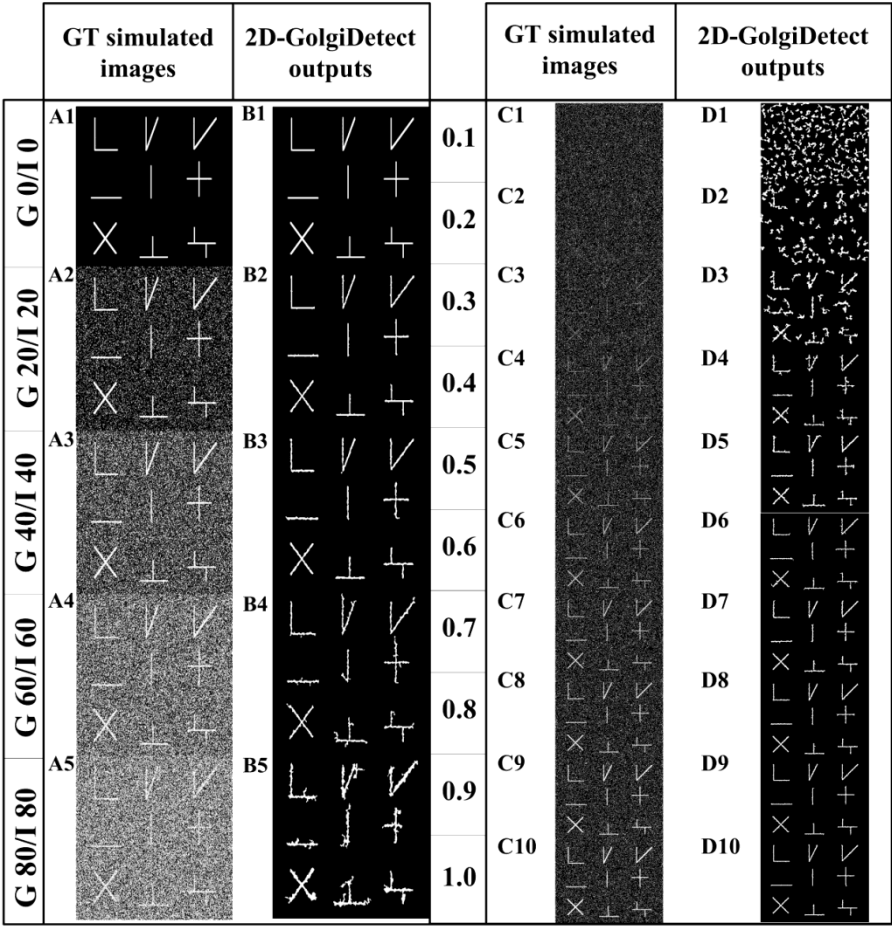 GT simulated
images
2D-GolgiDetect
outputs
GT simulated
images
2D-GolgiDetect
outputs
G 0/I 0
A1
B1
0.1
C1
D1
0.2
C2
D2
G 20/I 20
A2
B2
0.3
C3
D3
0.4
C4
D4
G 40/I 40
A3
B3
0.5
C5
D5
0.6
C6
D6
G 60/I 60
A4
B4
0.7
C7
D7
0.8
C8
D8
G 80/I 80
A5
B5
0.9
C9
D9
1.0
C10
D10